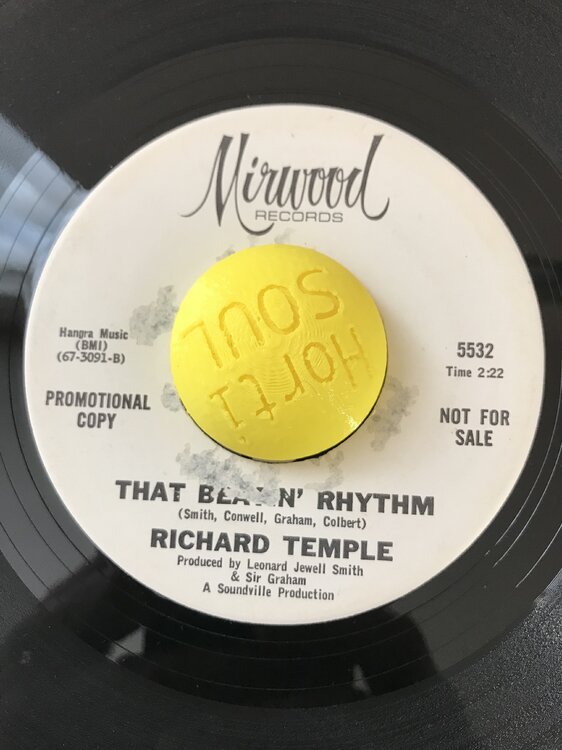 Mirwood
RECORDS
Horti
SOUL
Hangra Music
(BMI)
(67-3091-B)
PROMOTIONAL
COPY
5532
Time 2:22
NOT FOR
SALE
THAT BEATIN' RHYTHM
(Smith, Conwell, Graham, Colbert)
RICHARD TEMPLE
Produced by Leonard Jewell Smith
& Sir Graham
A Soundville Production